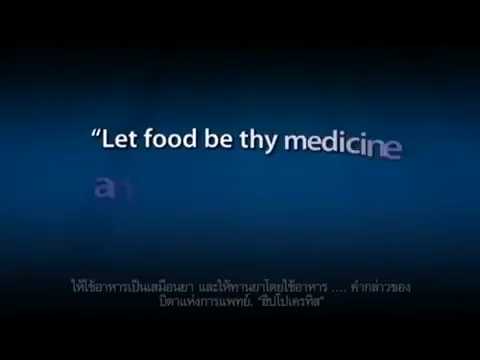 “Let food be thy medicine
an
ให้ใช้อาหารเป็นเสมือนยา และให้ทานยาโดยใช้อาหาร .... คำกล่าวของ
บิดาแห่งการแพทย์. “ฮิปโปเครทิส”